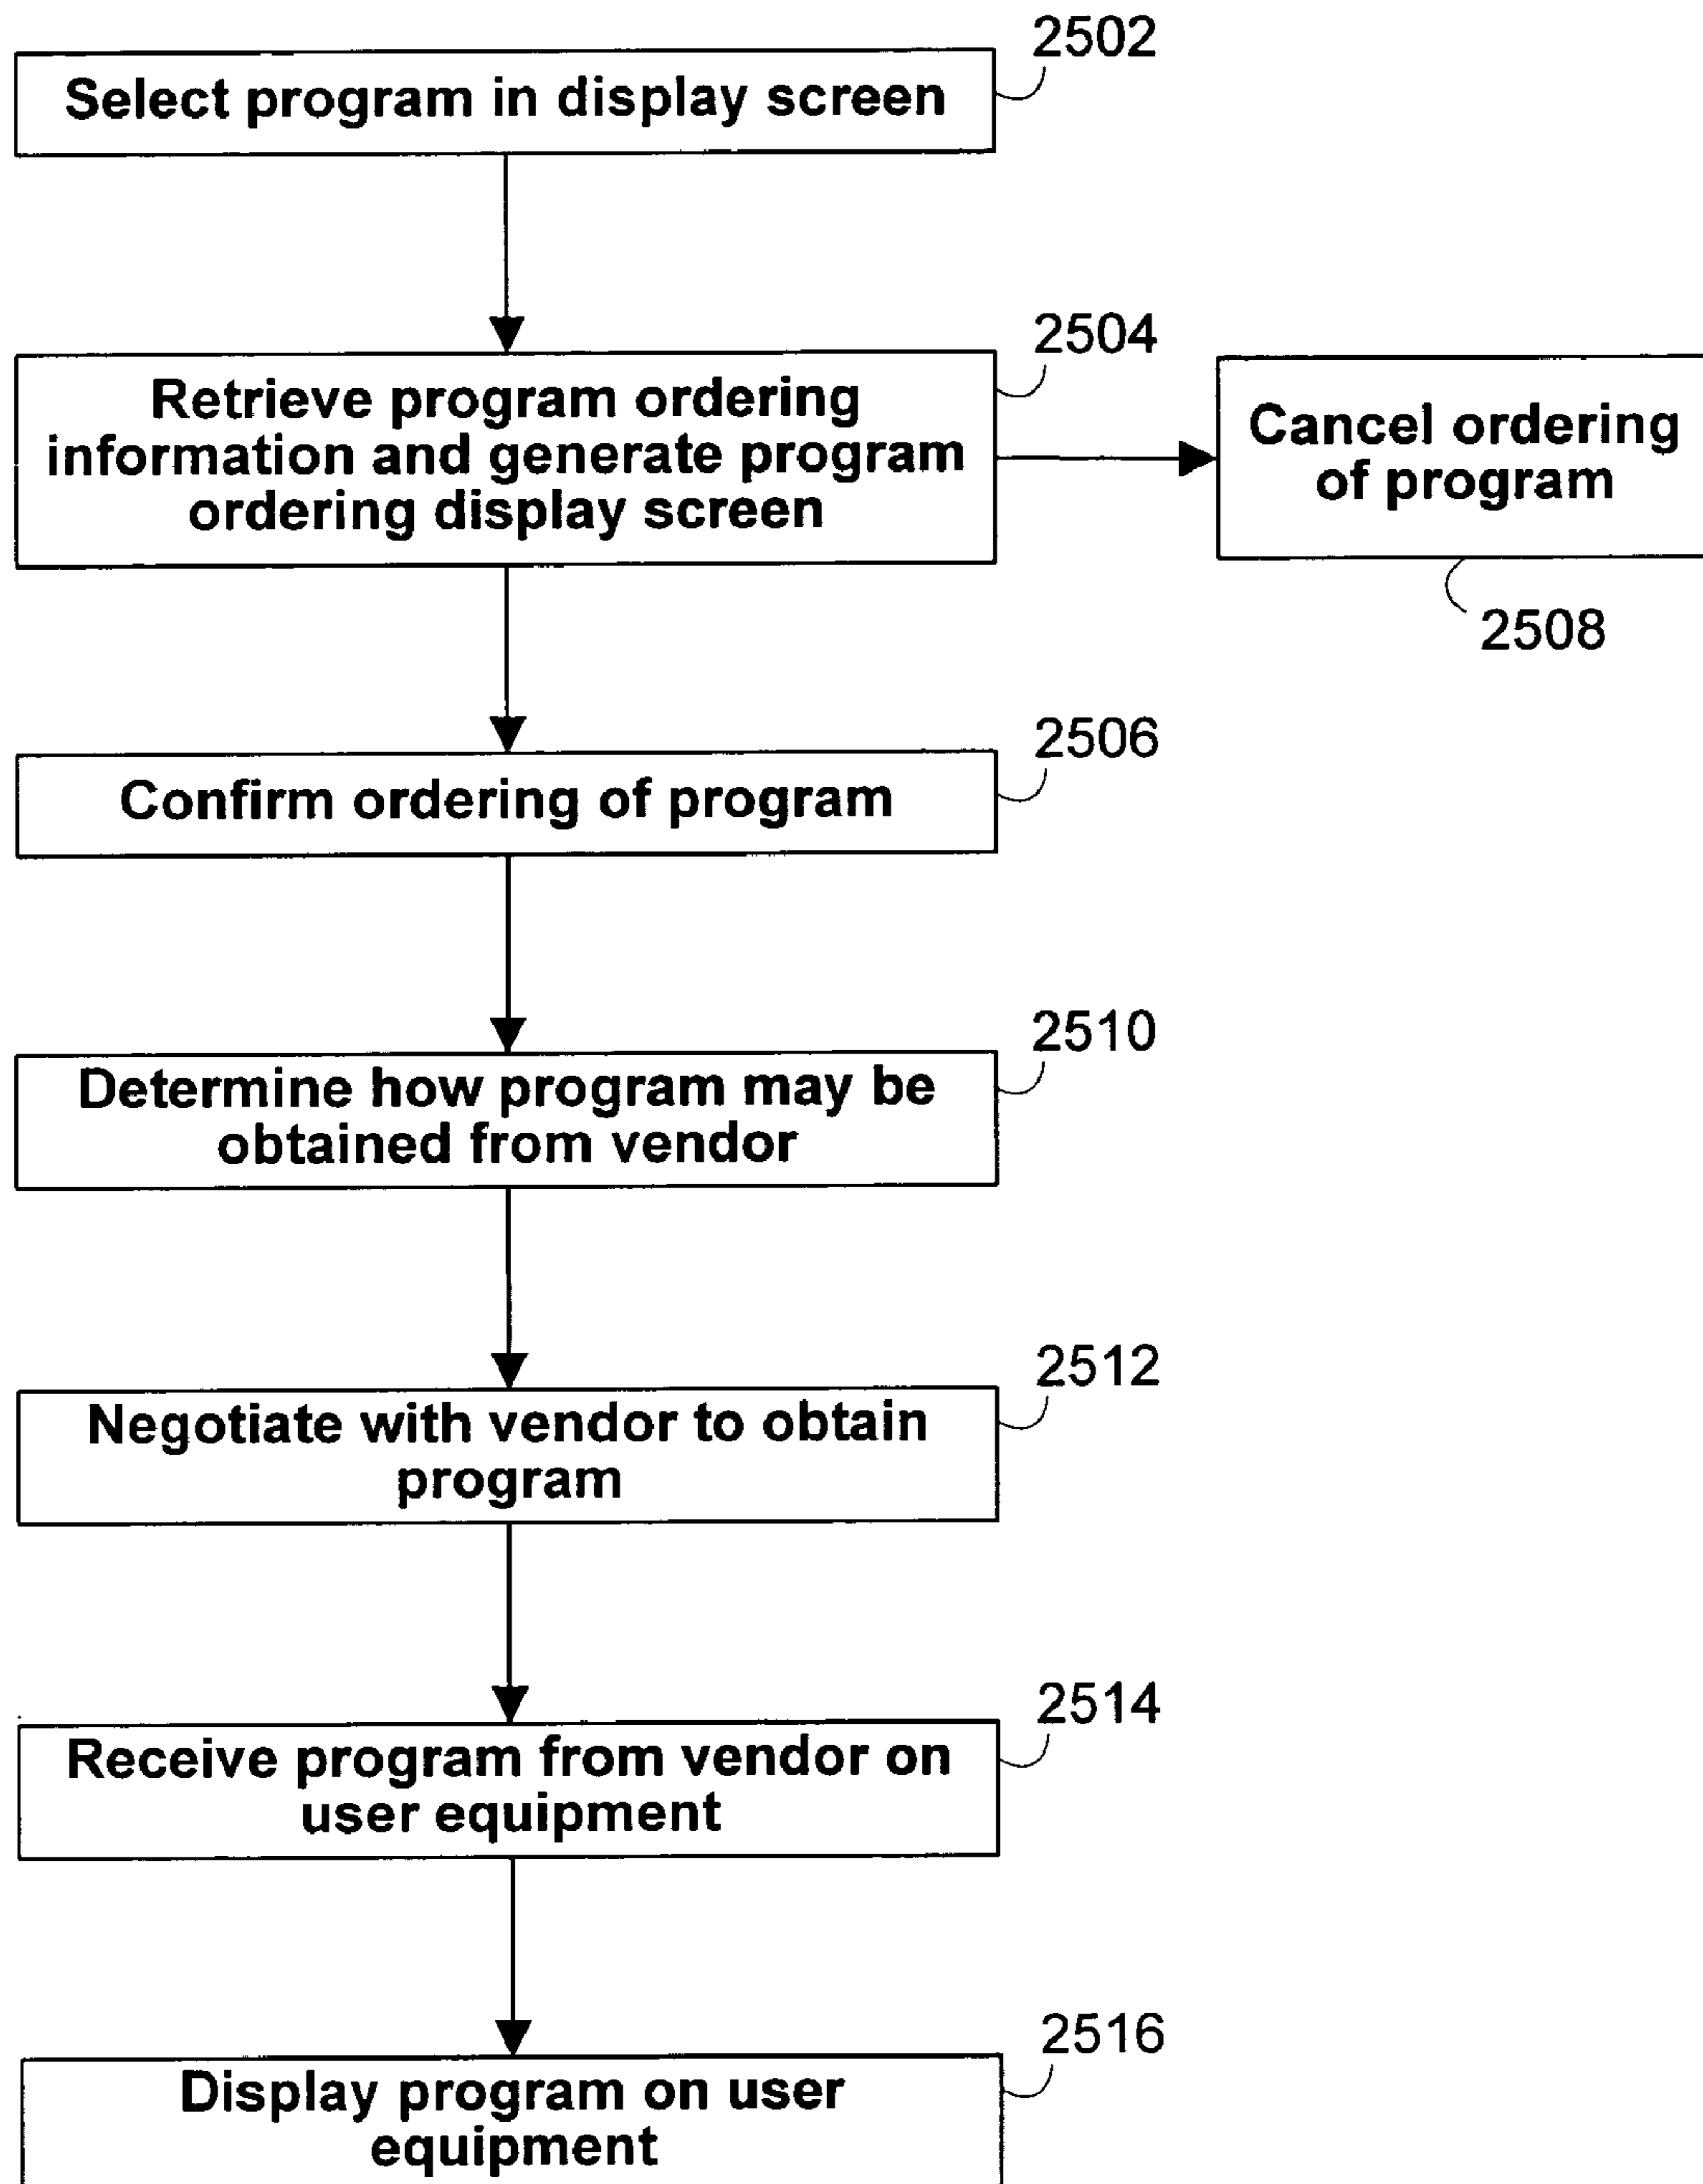 2502
Select program in display screen
2504
Retrieve program ordering
information and generate program
ordering display screen
Cancel ordering
of program
2508
2506
Confirm ordering of program
2510
Determine how program may be
obtained from vendor
2512
Negotiate with vendor to obtain
program
2514
Receive program from vendor on
user equipment
2516
Display program on user
equipment